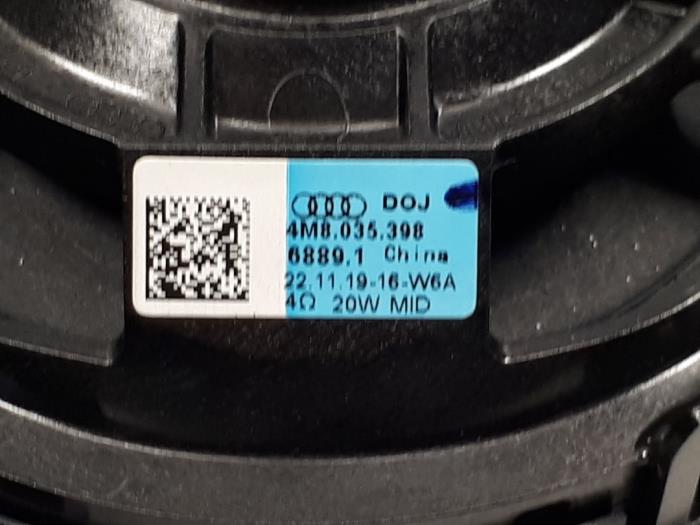 DOJ
4M8.035.398
6889.1 China
22.11.19-16-W6A
4Ω 20W MID